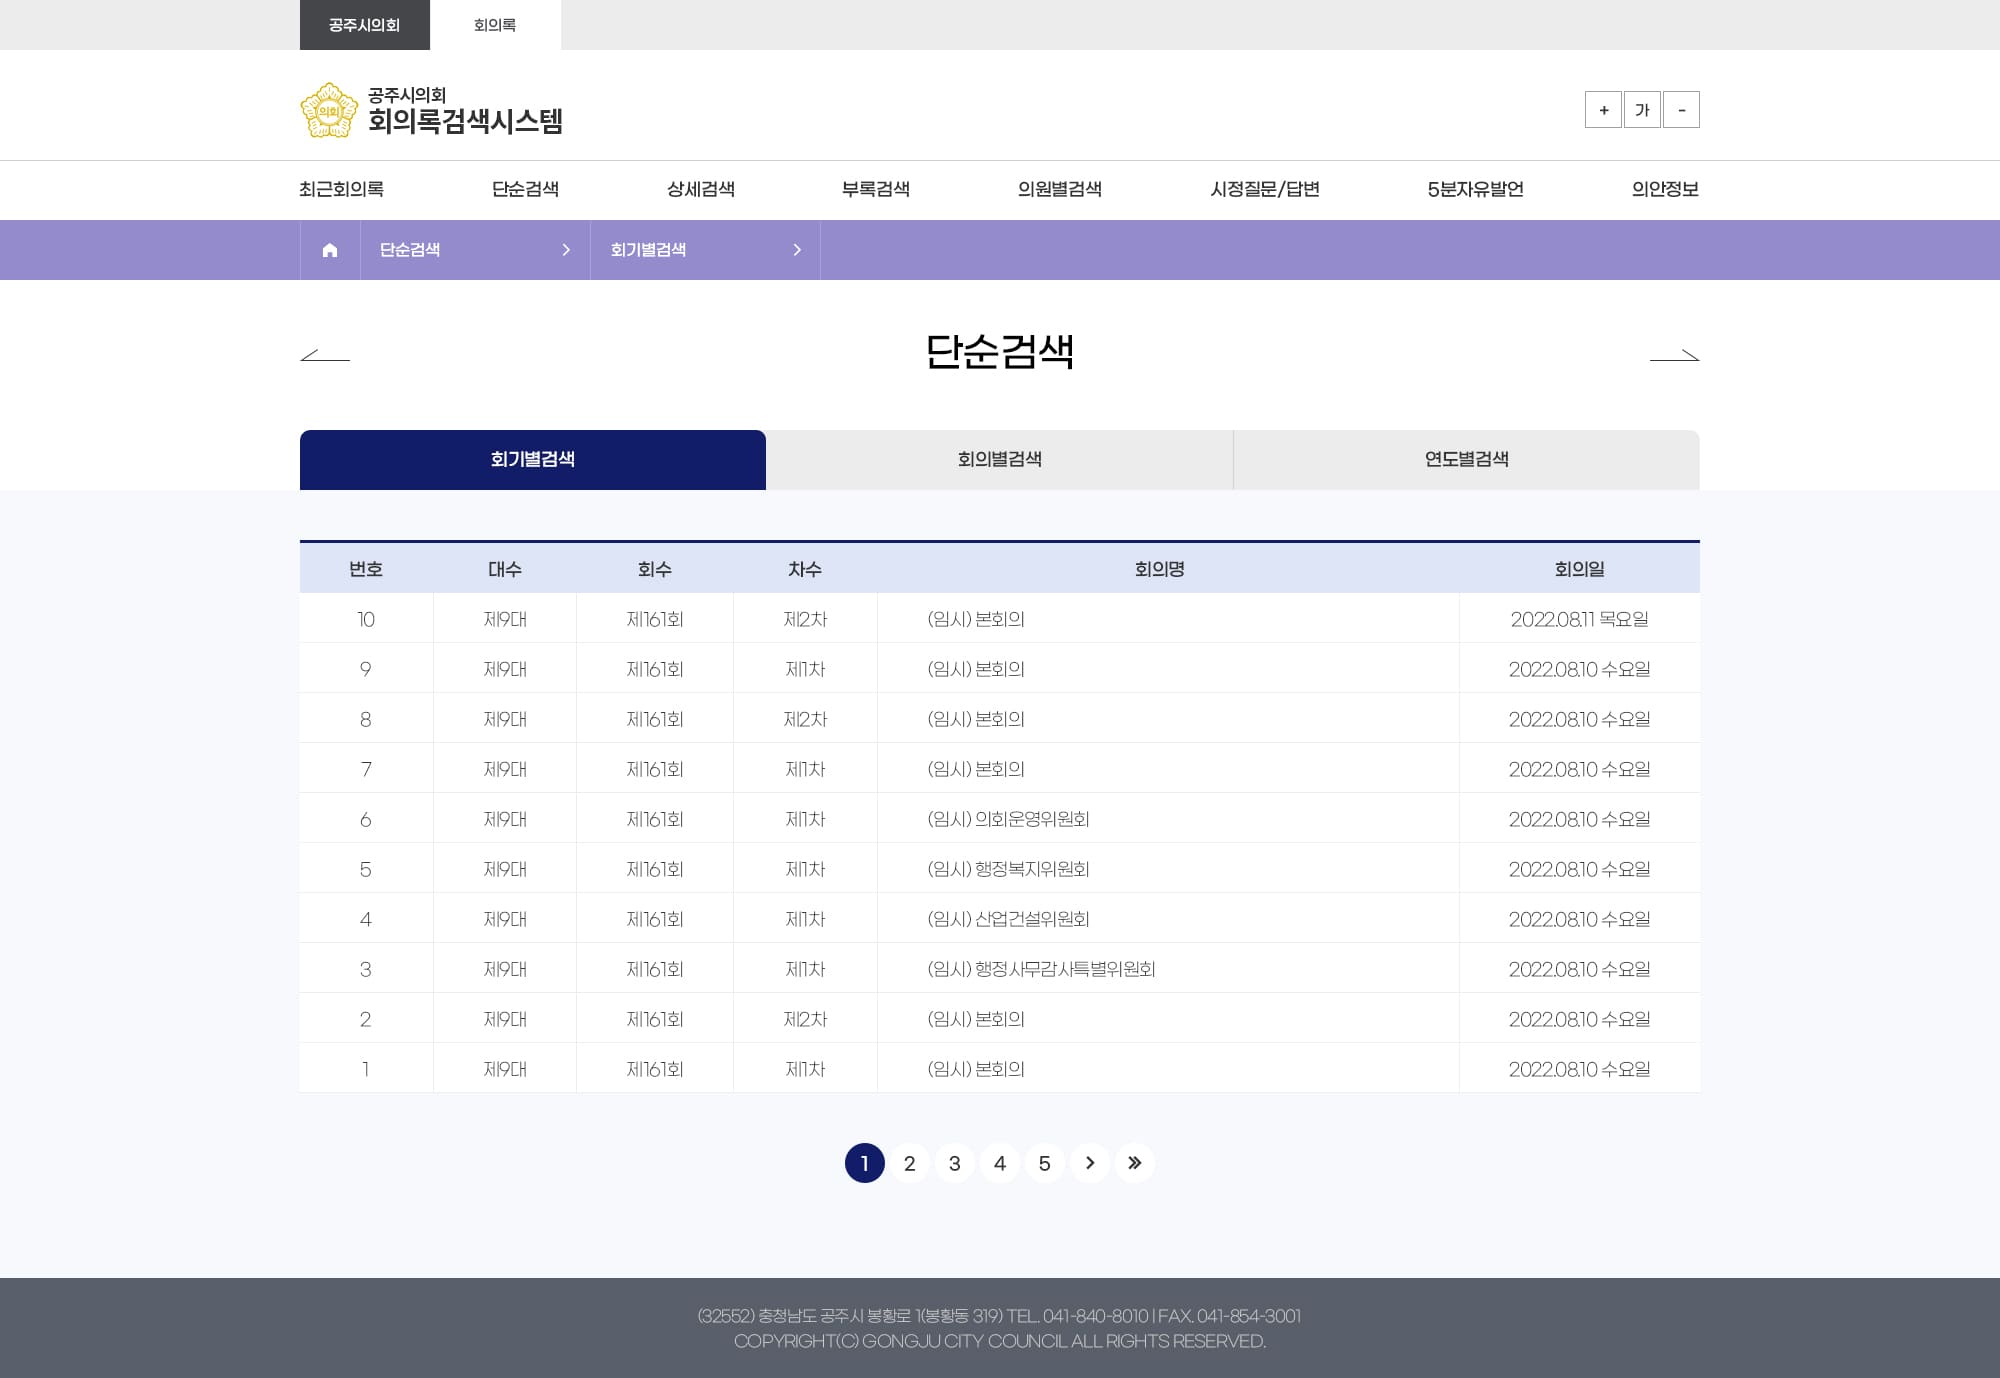 공주시의회 회의록
의회
공주시의회
회의록검색시스템
+ 가 -
최근회의록 단순검색 상세검색 부록검색 의원별검색 시정질문/답변 5분자유발언 의안정보
단순검색 회기별검색
단순검색
회기별검색 회의별검색 연도별검색
번호 대수 회수 차수 회의명 회의일
10 제9대 제161회 제2차 (임시) 본회의 2022.08.11 목요일
9 제9대 제161회 제1차 (임시) 본회의 2022.08.10 수요일
8 제9대 제161회 제2차 (임시) 본회의 2022.08.10 수요일
7 제9대 제161회 제1차 (임시) 본회의 2022.08.10 수요일
6 제9대 제161회 제1차 (임시) 의회운영위원회 2022.08.10 수요일
5 제9대 제161회 제1차 (임시) 행정복지위원회 2022.08.10 수요일
4 제9대 제161회 제1차 (임시) 산업건설위원회 2022.08.10 수요일
3 제9대 제161회 제1차 (임시) 행정사무감사특별위원회 2022.08.10 수요일
2 제9대 제161회 제2차 (임시) 본회의 2022.08.10 수요일
1 제9대 제161회 제1차 (임시) 본회의 2022.08.10 수요일
1 2 3 4 5
(32552) 충청남도 공주시 봉황로 1(봉황동 319) TEL. 041-840-8010 | FAX. 041-854-3001
COPYRIGHT(C) GONGJU CITY COUNCIL ALL RIGHTS RESERVED.